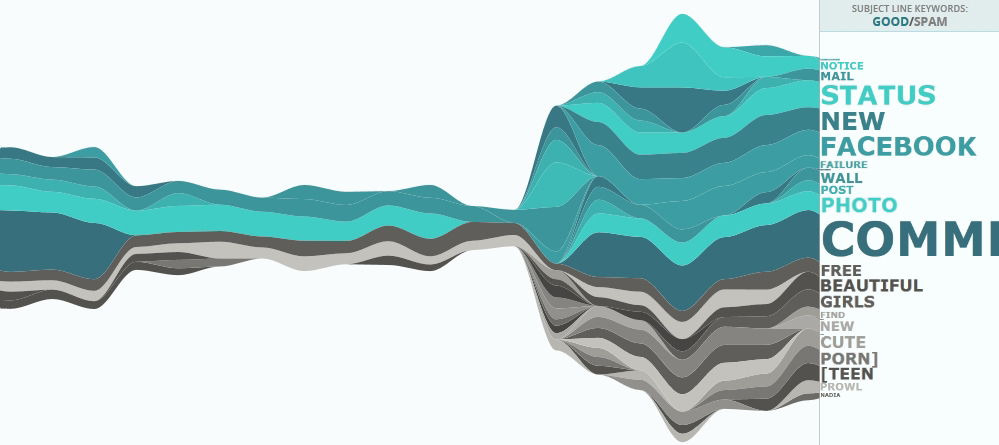 SUBJECT LINE KEYWORDS:
GOOD/SPAM
NOTICE
MAIL
STATUS
NEW
FACEBOOK
FAILURE
WALL
POST
PHOTO
COMME
FREE
BEAUTIFUL
GIRLS
FIND
NEW
CUTE
PORN]
[TEEN
PROWL
NADIA